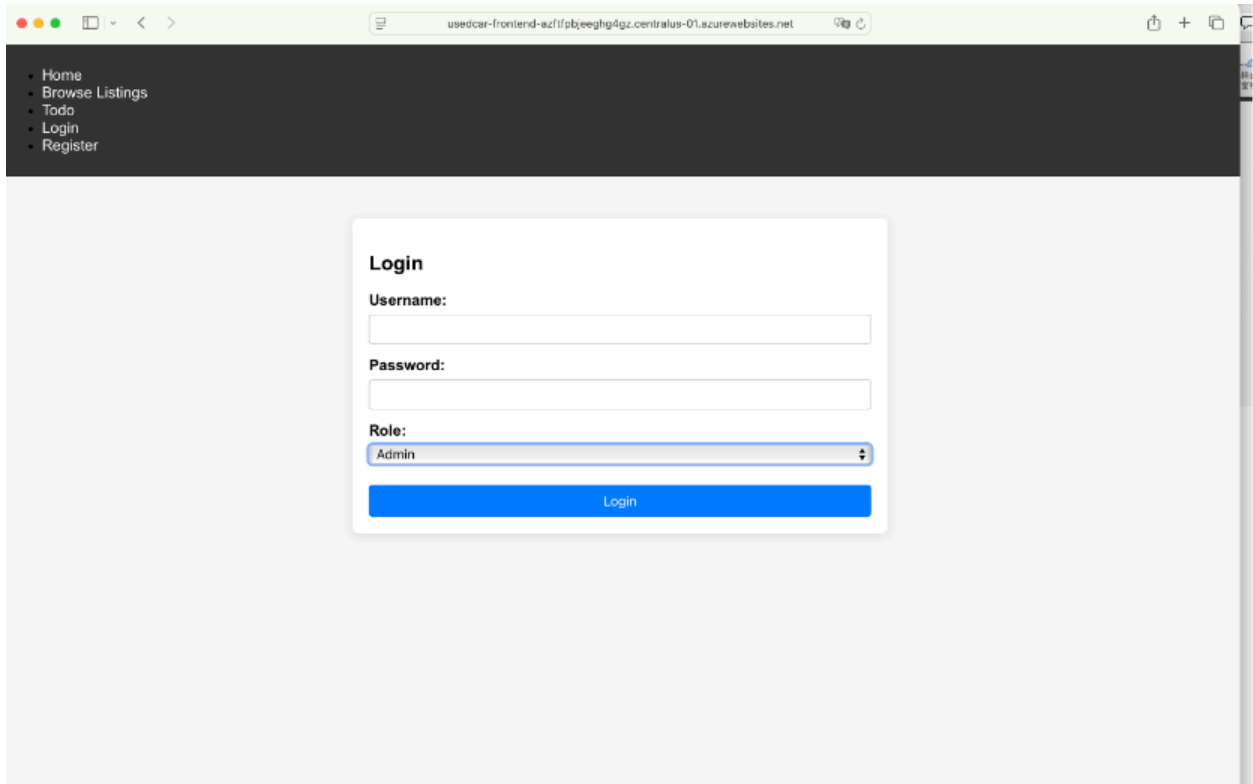 usedcar-frontend-azftfpbjeeghg4gz.centralus-01.azurewebsites.net
Home
Browse Listings
Todo
Login
Register
Login
Username:
Password:
Role:
Admin
Login